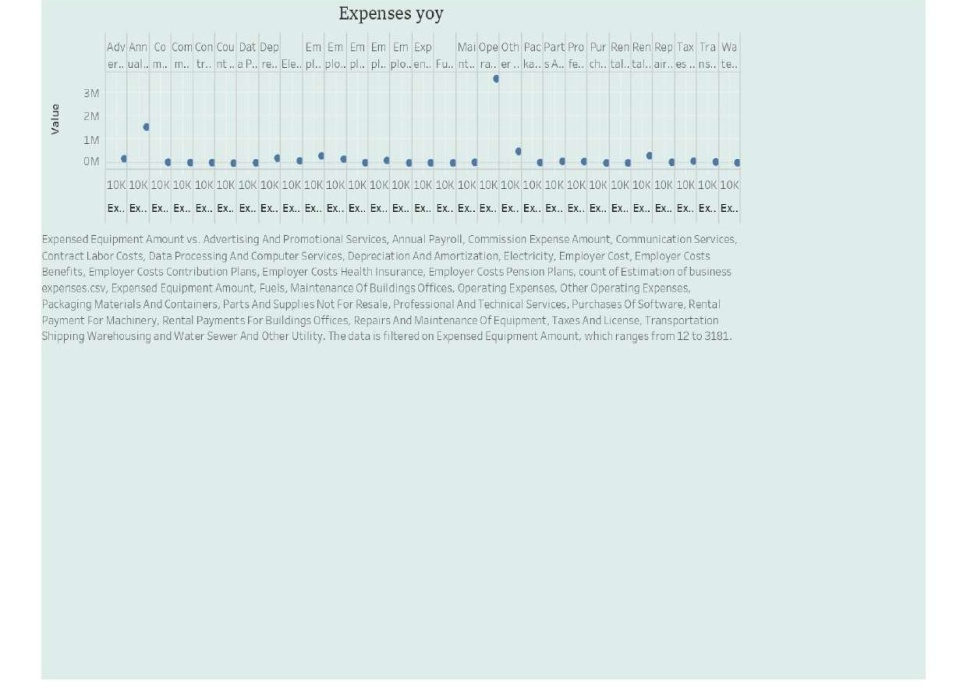 Expenses yoy
Adv Ann Co Com Con Cou Dat Dep Em Em Em Em Em Exp Mai Ope Oth Pac Part Pro Pur Ren Ren Rep Tax Tra Wa
er.. ual.. m.. m.. tr.. nt .. a P.. re.. Ele.. pl.. plo.. pl.. pl.. plo.. en.. Fu.. nt.. ra.. er .. ka.. s A.. fe.. ch.. tal.. tal.. air.. es .. ns.. te..
3M
Value
2M
1M
0M
10K 10K 10K 10K 10K 10K 10K 10K 10K 10K 10K 10K 10K 10K 10K 10K 10K 10K 10K 10K 10K 10K 10K 10K 10K 10K 10K 10K 10K
Ex.. Ex.. Ex.. Ex.. Ex.. Ex.. Ex.. Ex.. Ex.. Ex.. Ex.. Ex.. Ex.. Ex.. Ex.. Ex.. Ex.. Ex.. Ex.. Ex.. Ex.. Ex.. Ex.. Ex.. Ex.. Ex.. Ex.. Ex.. Ex..
Expensed Equipment Amount vs. Advertising And Promotional Services, Annual Payroll, Commission Expense Amount, Communication Services,
Contract Labor Costs, Data Processing And Computer Services, Depreciation And Amortization, Electricity, Employer Cost, Employer Costs
Benefits, Employer Costs Contribution Plans, Employer Costs Health Insurance, Employer Costs Pension Plans, count of Estimation of business
expenses.csv, Expensed Equipment Amount, Fuels, Maintenance Of Buildings Offices, Operating Expenses, Other Operating Expenses,
Packaging Materials And Containers, Parts And Supplies Not For Resale, Professional And Technical Services, Purchases Of Software, Rental
Payment For Machinery, Rental Payments For Buildings Offices, Repairs And Maintenance Of Equipment, Taxes And License, Transportation
Shipping Warehousing and Water Sewer And Other Utility. The data is filtered on Expensed Equipment Amount, which ranges from 12 to 3181.